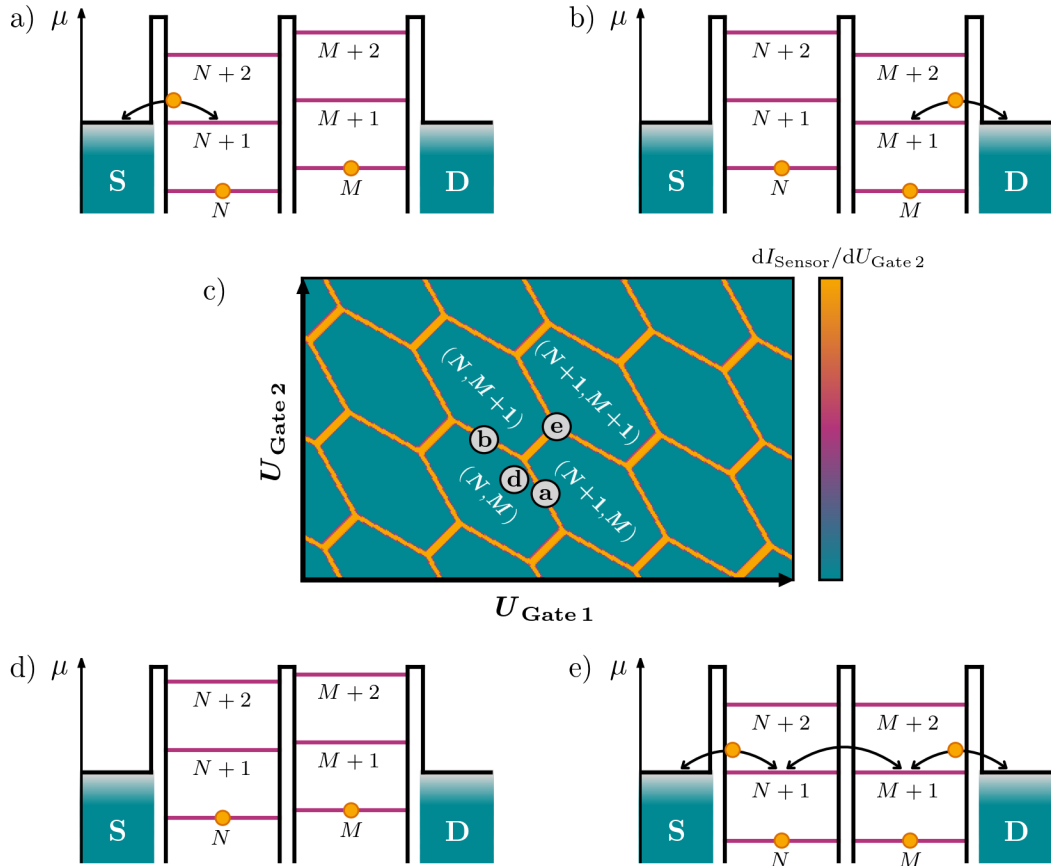 a)
μ
N + 2
M + 2
N + 1
M + 1
S
N
M
D
b)
μ
N + 2
M + 2
N + 1
M + 1
S
N
M
D
c)
dI_Sensor/dU_Gate 2
U_Gate 2
(N,M+1)
(N+1,M+1)
b
e
d
a
(N,M)
(N+1,M)
U_Gate 1
d)
μ
N + 2
M + 2
N + 1
M + 1
S
N
M
D
e)
μ
N + 2
M + 2
N + 1
M + 1
S
N
M
D